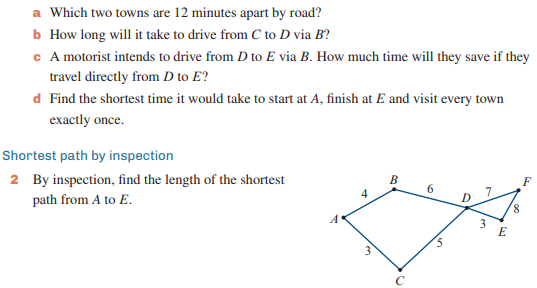 a Which two towns are 12 minutes apart by road?
b How long will it take to drive from C to D via B?
c A motorist intends to drive from D to E via B. How much time will they save if they
travel directly from D to E?
d Find the shortest time it would take to start at A, finish at E and visit every town
exactly once.
Shortest path by inspection
2 By inspection, find the length of the shortest
path from A to E.
B
F
4
6
D
7
8
A
3
E
3
5
C